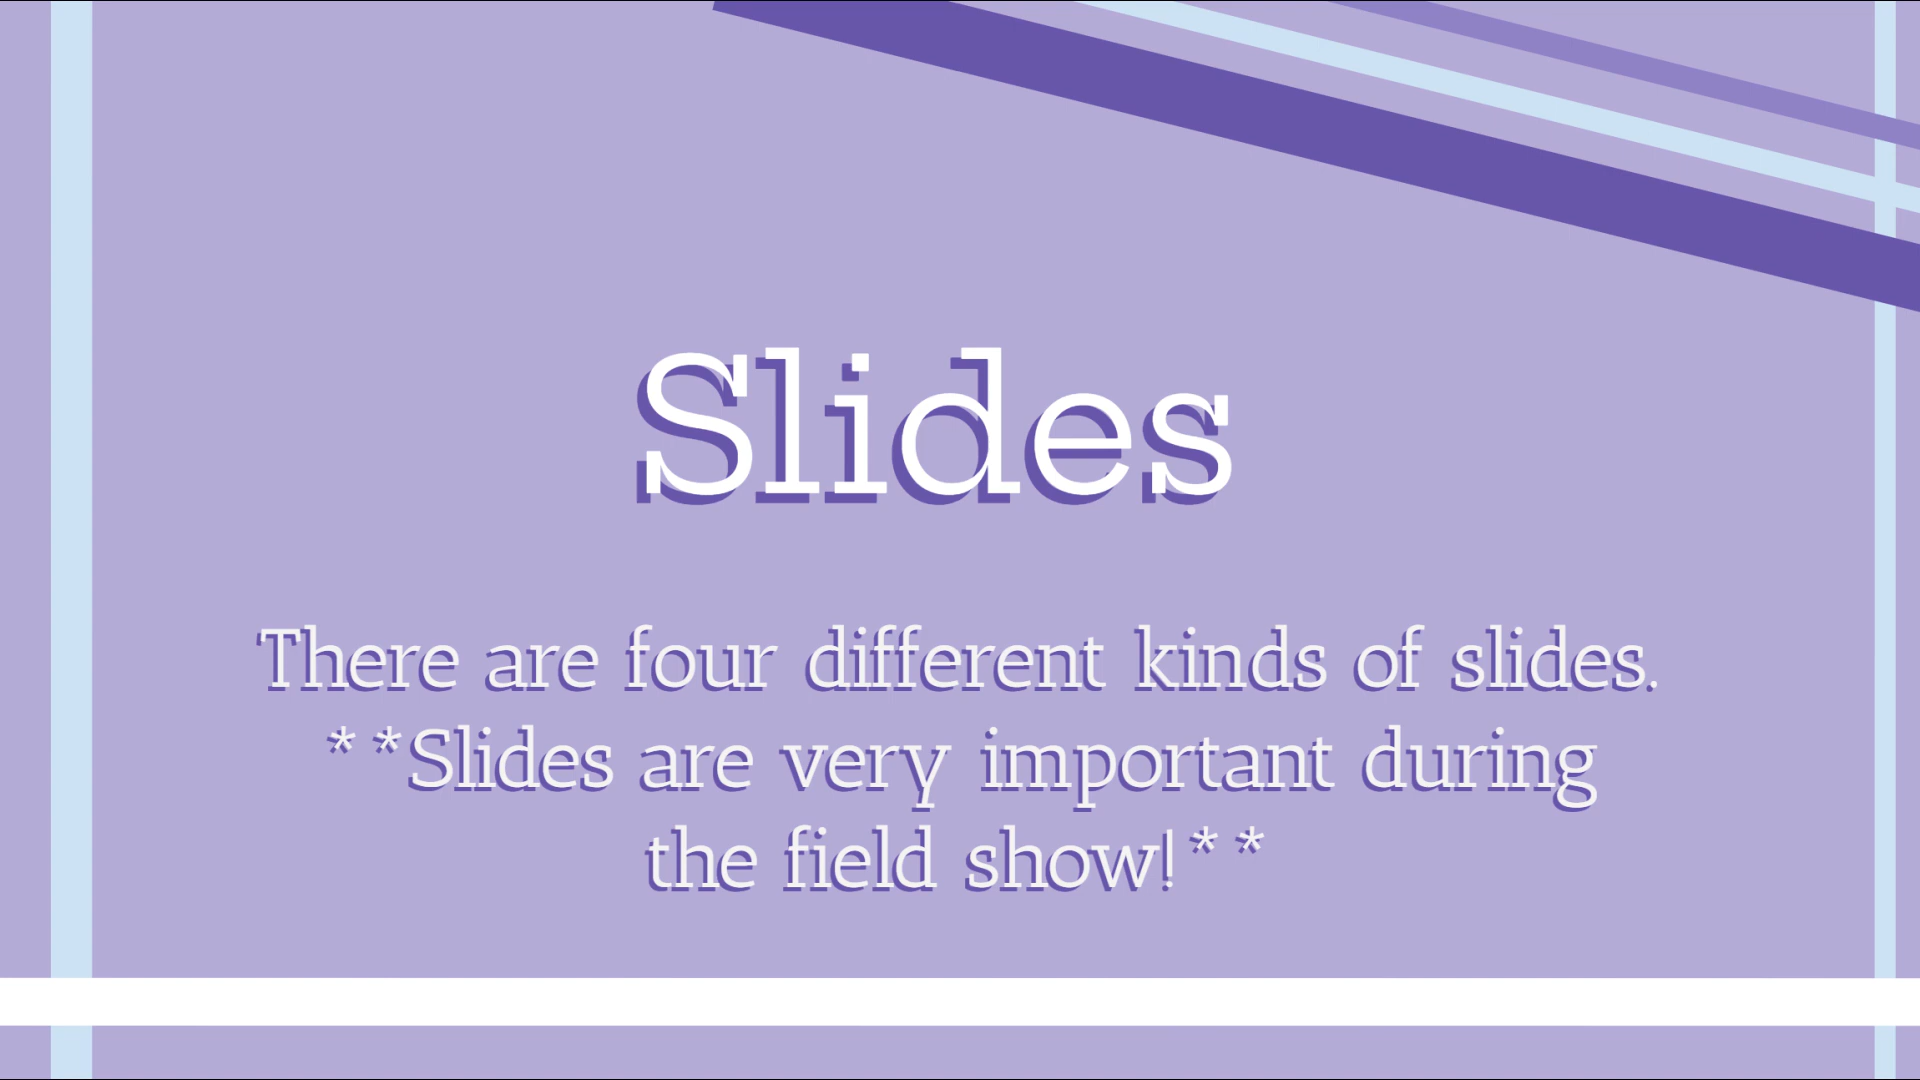 Slides
There are four different kinds of slides.
**Slides are very important during
the field show!**